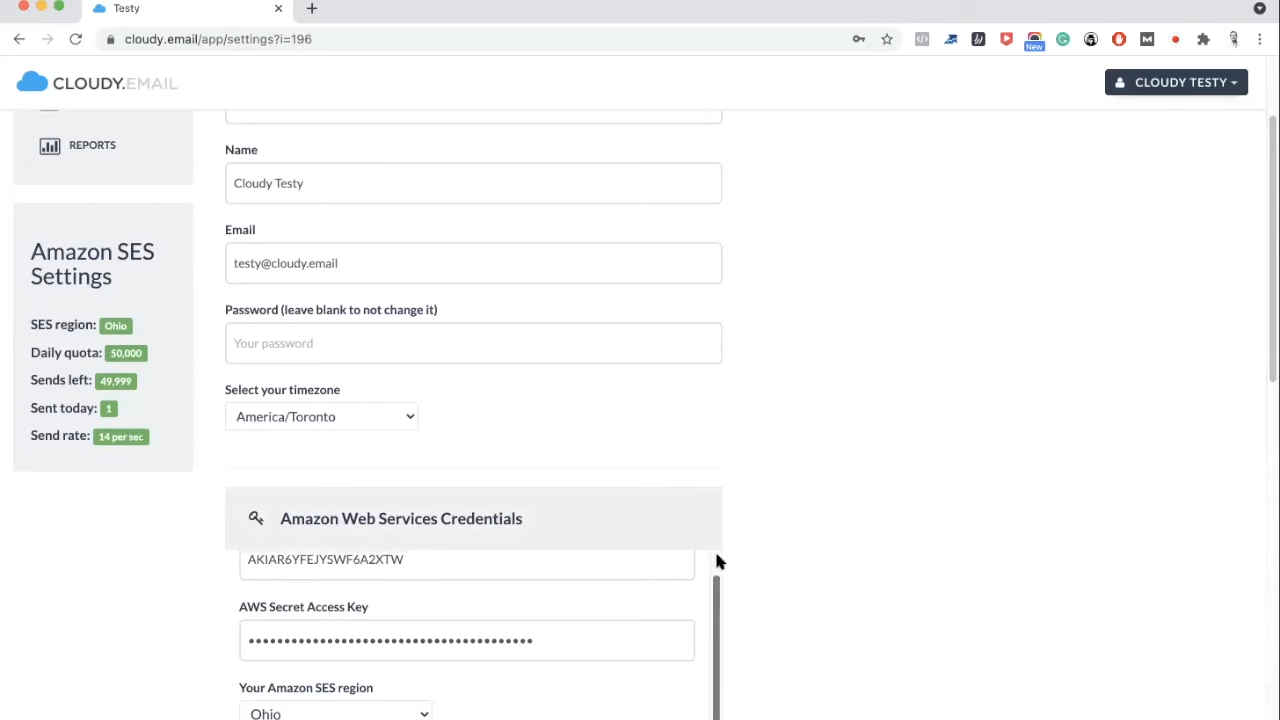 Testy
cloudy.email/app/settings?i=196
New
CLOUDY.EMAIL
CLOUDY TESTY
REPORTS
Amazon SES
Settings
SES region: Ohio
Daily quota: 50,000
Sends left: 49,999
Sent today: 1
Send rate: 14 per sec
Name
Cloudy Testy
Email
testy@cloudy.email
Password (leave blank to not change it)
Your password
Select your timezone
America/Toronto
Amazon Web Services Credentials
AKIAR6YFEJYSWF6A2XTW
AWS Secret Access Key
••••••••••••••••••••••••••••••••••••••••
Your Amazon SES region
Ohio